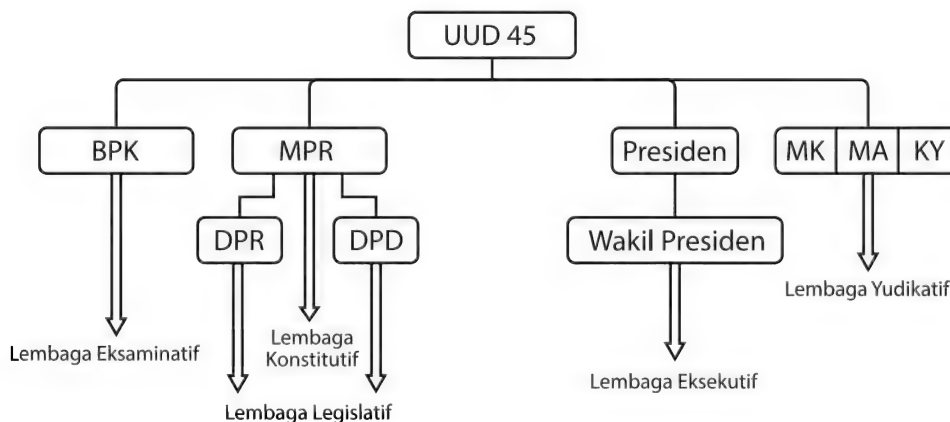 UUD 45
BPK
MPR
Presiden
MK MA KY
DPR
DPD
Wakil Presiden
Lembaga Yudikatif
Lembaga
Konstitutif
Lembaga Eksaminatif
Lembaga Eksekutif
Lembaga Legislatif